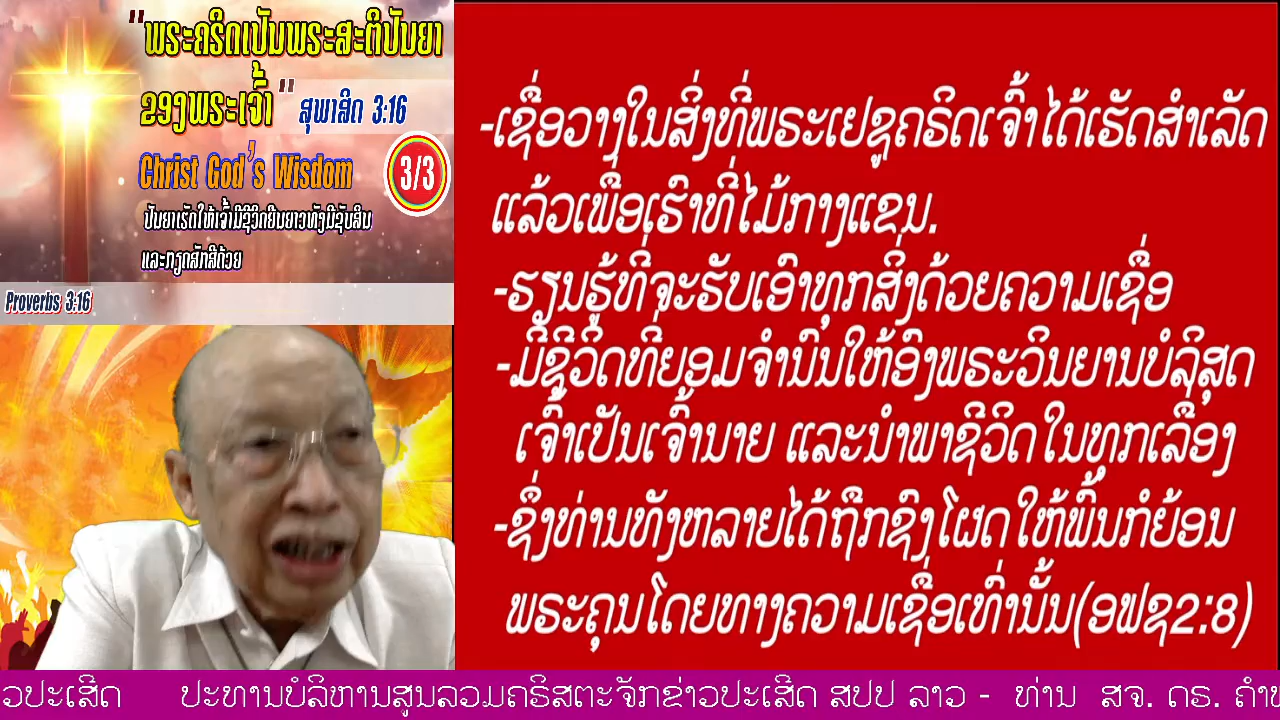 "ພຣະຄຣິດເປັນພຣະສະຕິປັນຍາ
ຂອງພຣະເຈົ້າ" ສຸພາສິດ 3:16
Christ God's Wisdom
3/3
ປັນຍາເຮັດໃຫ້ເຈົ້າມີຊີວິດຍືນຍາວທັງມີຊັບສິນ
ແລະກຽດສັກສີດ້ວຍ
Proverbs 3:16
-ເຊື່ອວາງໃນສິ່ງທີ່ພຣະເຢຊູຄຣິດເຈົ້າໄດ້ເຮັດສຳເລັດ
ແລ້ວເພື່ອເຮົາທີ່ໄມ້ກາງແຂນ.
-ຮຽນຮູ້ທີ່ຈະຮັບເອົາທຸກສິ່ງດ້ວຍຄວາມເຊື່ອ
-ມີຊີວິດທີ່ຍອມຈຳນົນໃຫ້ອົງພຣະວິນຍານບໍລິສຸດ
ເຈົ້າເປັນເຈົ້ານາຍ ແລະນຳພາຊີວິດໃນທຸກເລື່ອງ
-ຊຶ່ງທ່ານທັງຫລາຍໄດ້ຖືກຊົງໂຜດໃຫ້ພົ້ນກໍຍ້ອນ
ພຣະຄຸນໂດຍທາງຄວາມເຊື່ອເທົ່ານັ້ນ(ອຟຊ2:8)
ວປະເສີດ ປະທານບໍລິຫານສູນລວມຄຣິສຕະຈັກຂ່າວປະເສີດ ສປປ ລາວ - ທ່ານ ສຈ. ດຣ.